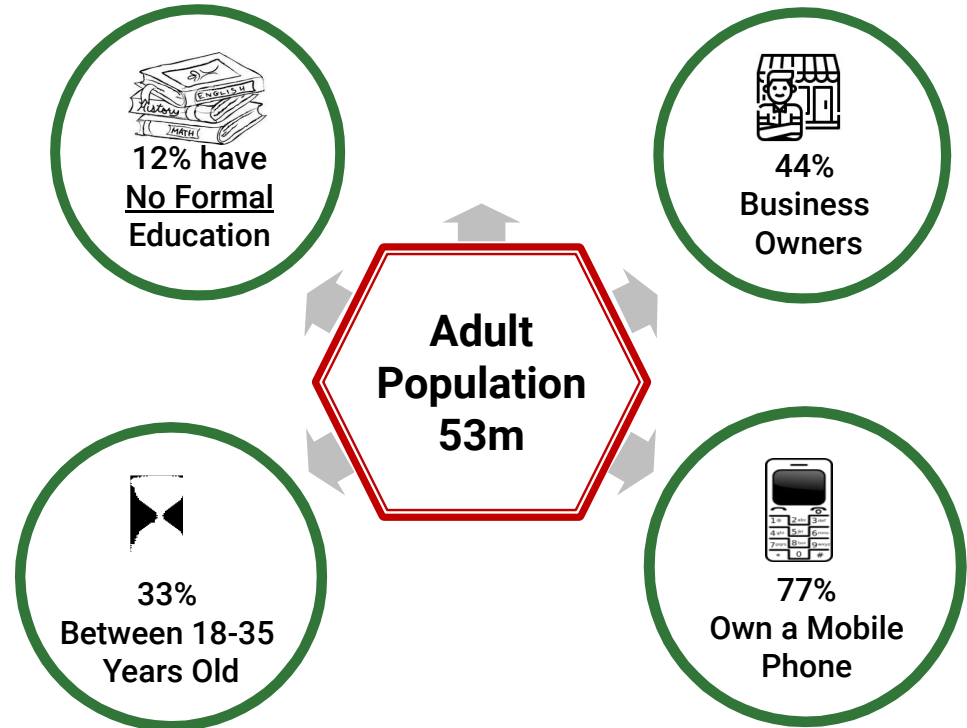 ENGLISH
History
MATH
12% have
No Formal
Education
44%
Business
Owners
Adult
Population
53m
33%
Between 18-35
Years Old
77%
Own a Mobile
Phone